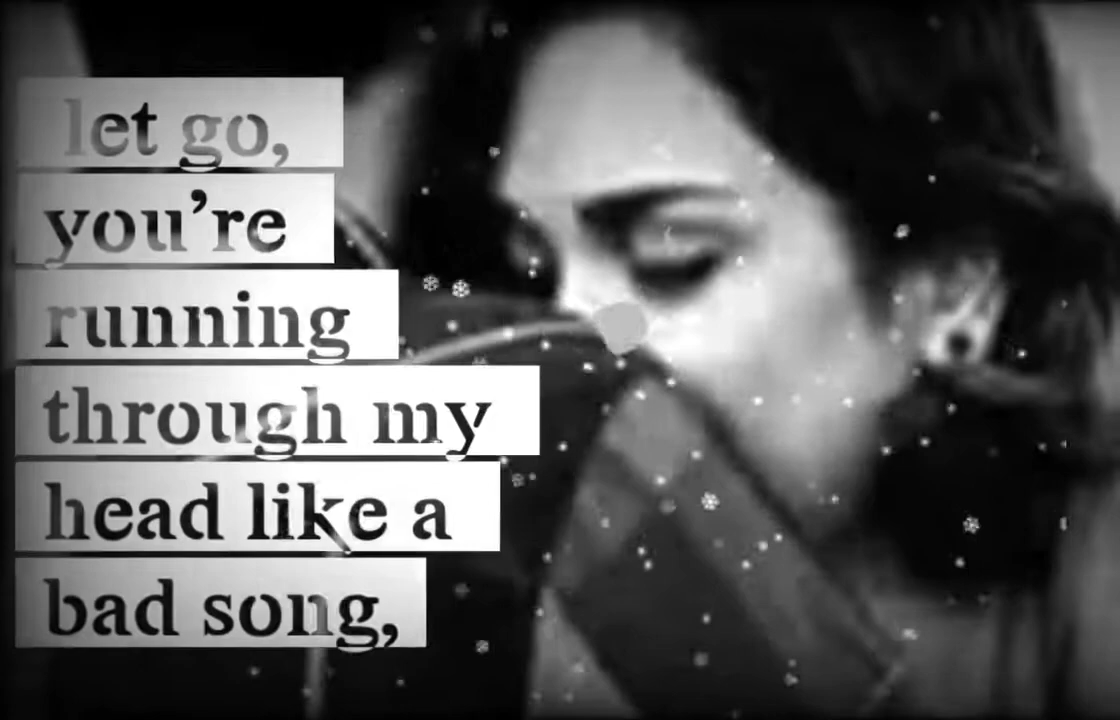 let go,
you’re
running
through my
head like a
bad song,